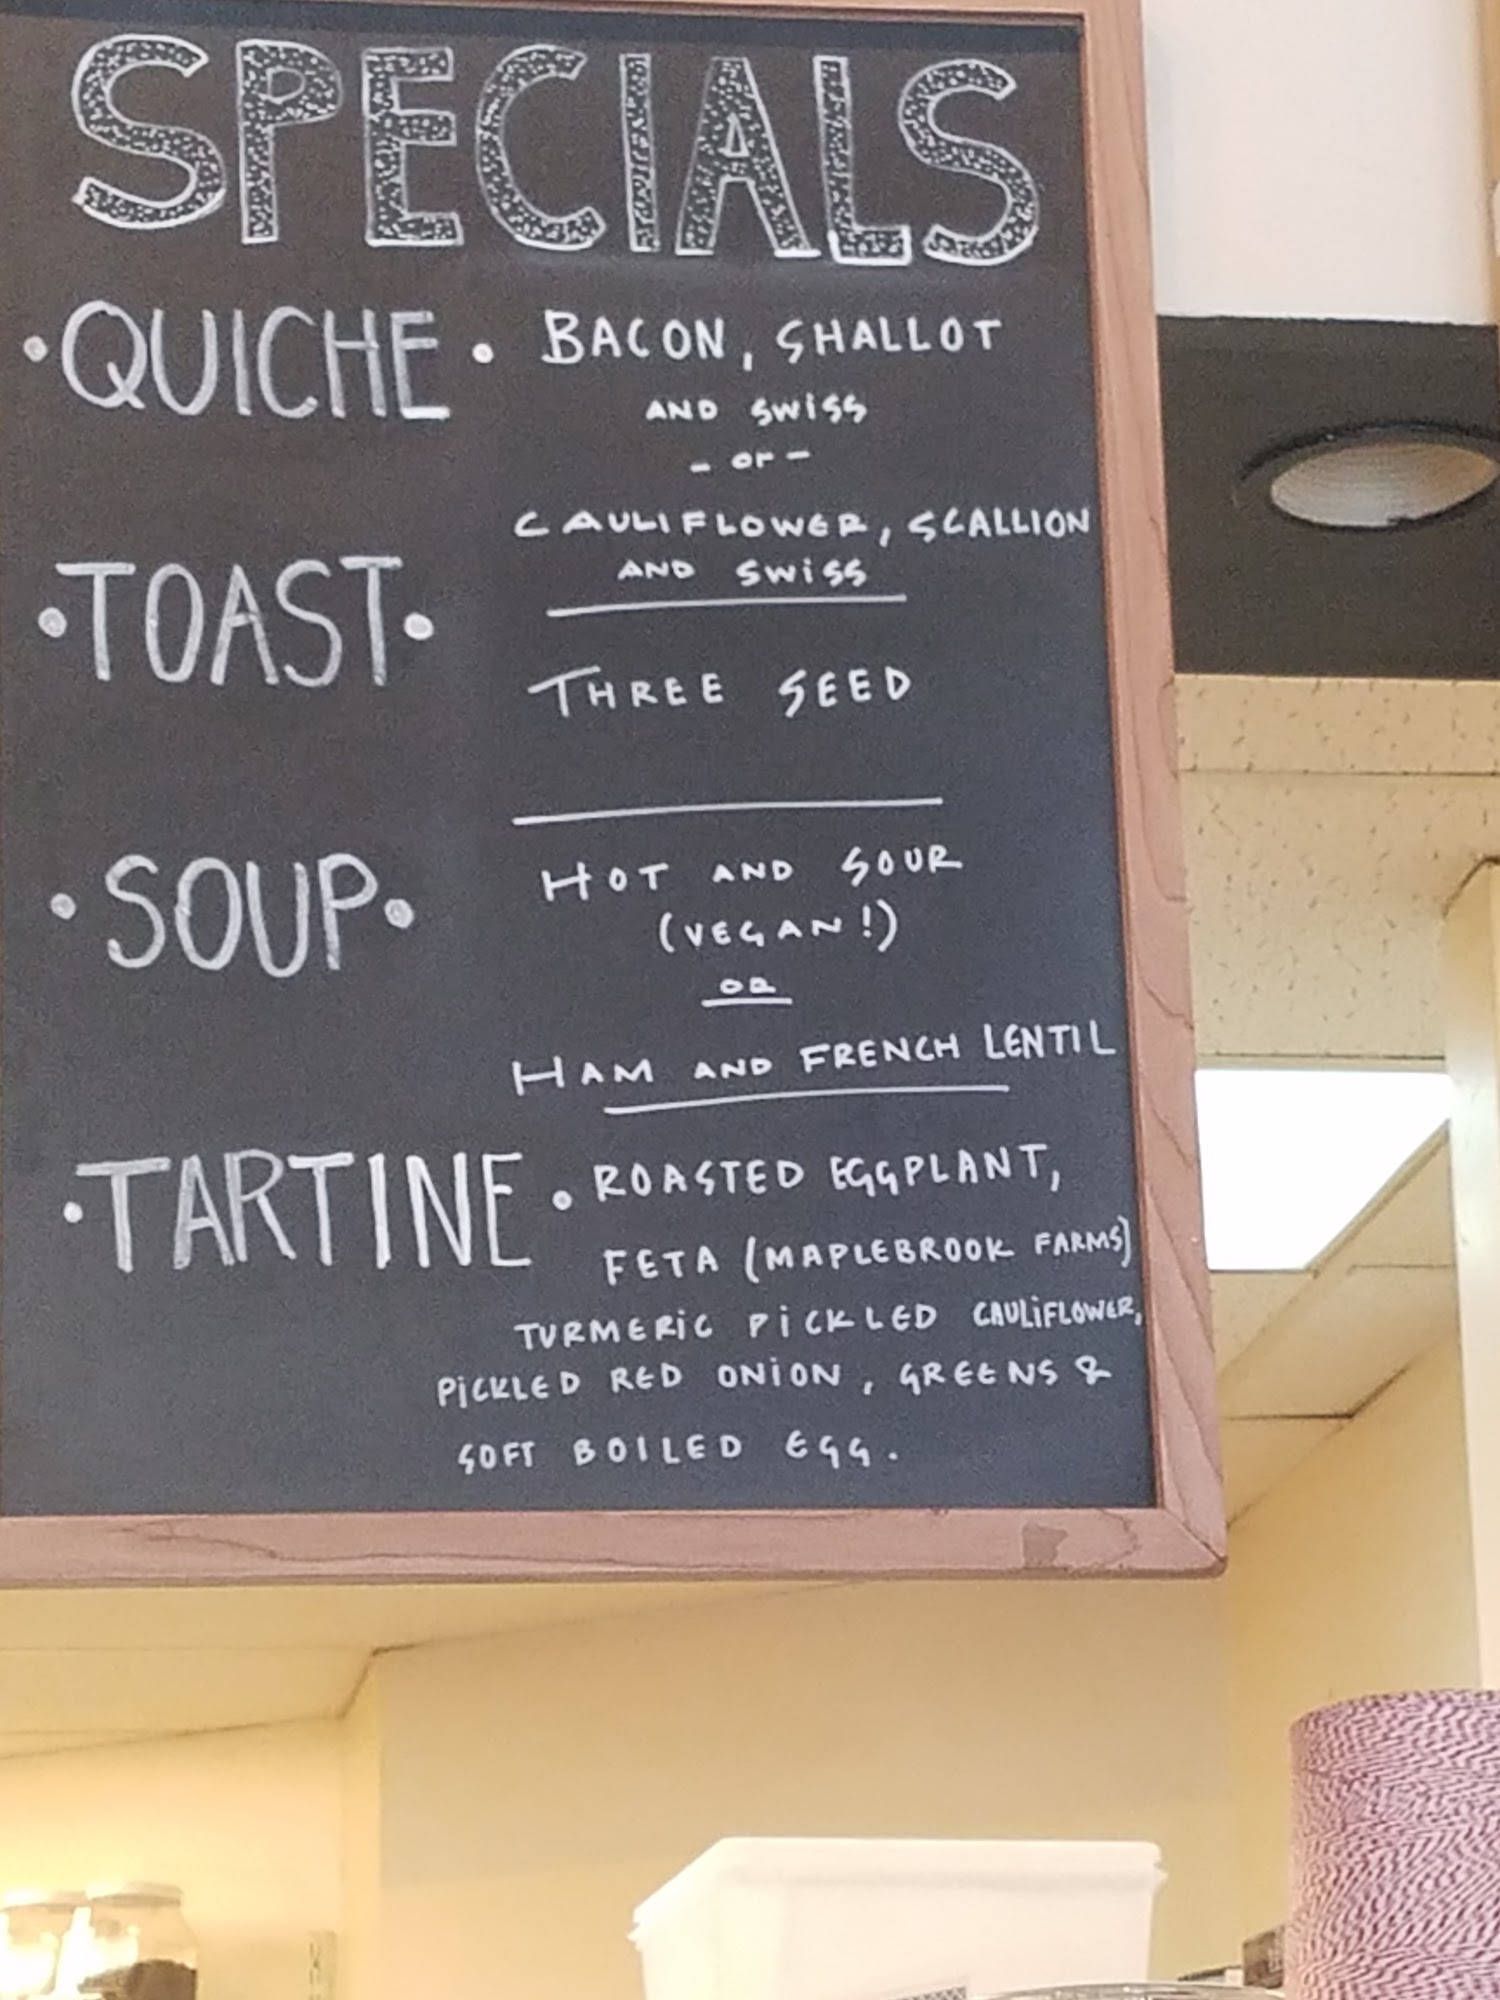 SPECIALS
• QUICHE • BACON, SHALLOT
AND SWiSS
- or -
CAULIFLOWER, SCALLION
AND SWiSS
• TOAST •
THREE SEED
• SOUP •
HOT AND SOUR
(VEGAN!)
OR
HAM AND FRENCH LENTIL
• TARTINE • ROASTED EGGPLANT,
FETA (MAPLEBROOK FARMS)
TURMERiC PiCKLED CAULiFLOWER,
PiCKLED RED ONiON, GREENS &
SOFT BOILED EGG.